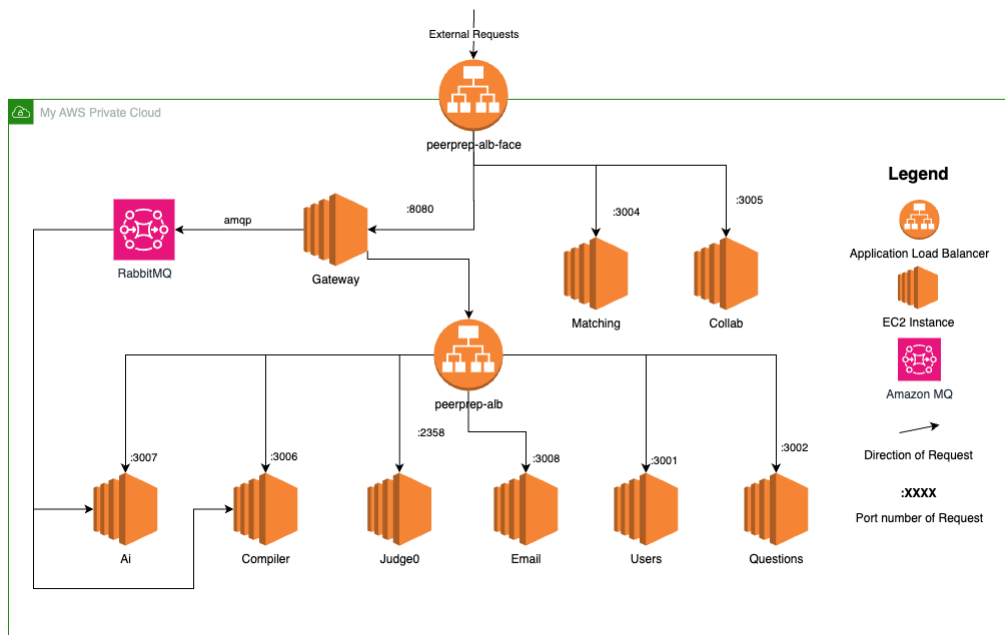 External Requests
My AWS Private Cloud
peerprep-alb-face
Legend
:8080
:3004
:3005
amqp
RabbitMQ
Gateway
Application Load Balancer
Matching
Collab
EC2 Instance
peerprep-alb
Amazon MQ
:3007
:3006
:2358
:3008
:3001
:3002
Direction of Request
:XXXX
Port number of Request
Ai
Compiler
Judge0
Email
Users
Questions